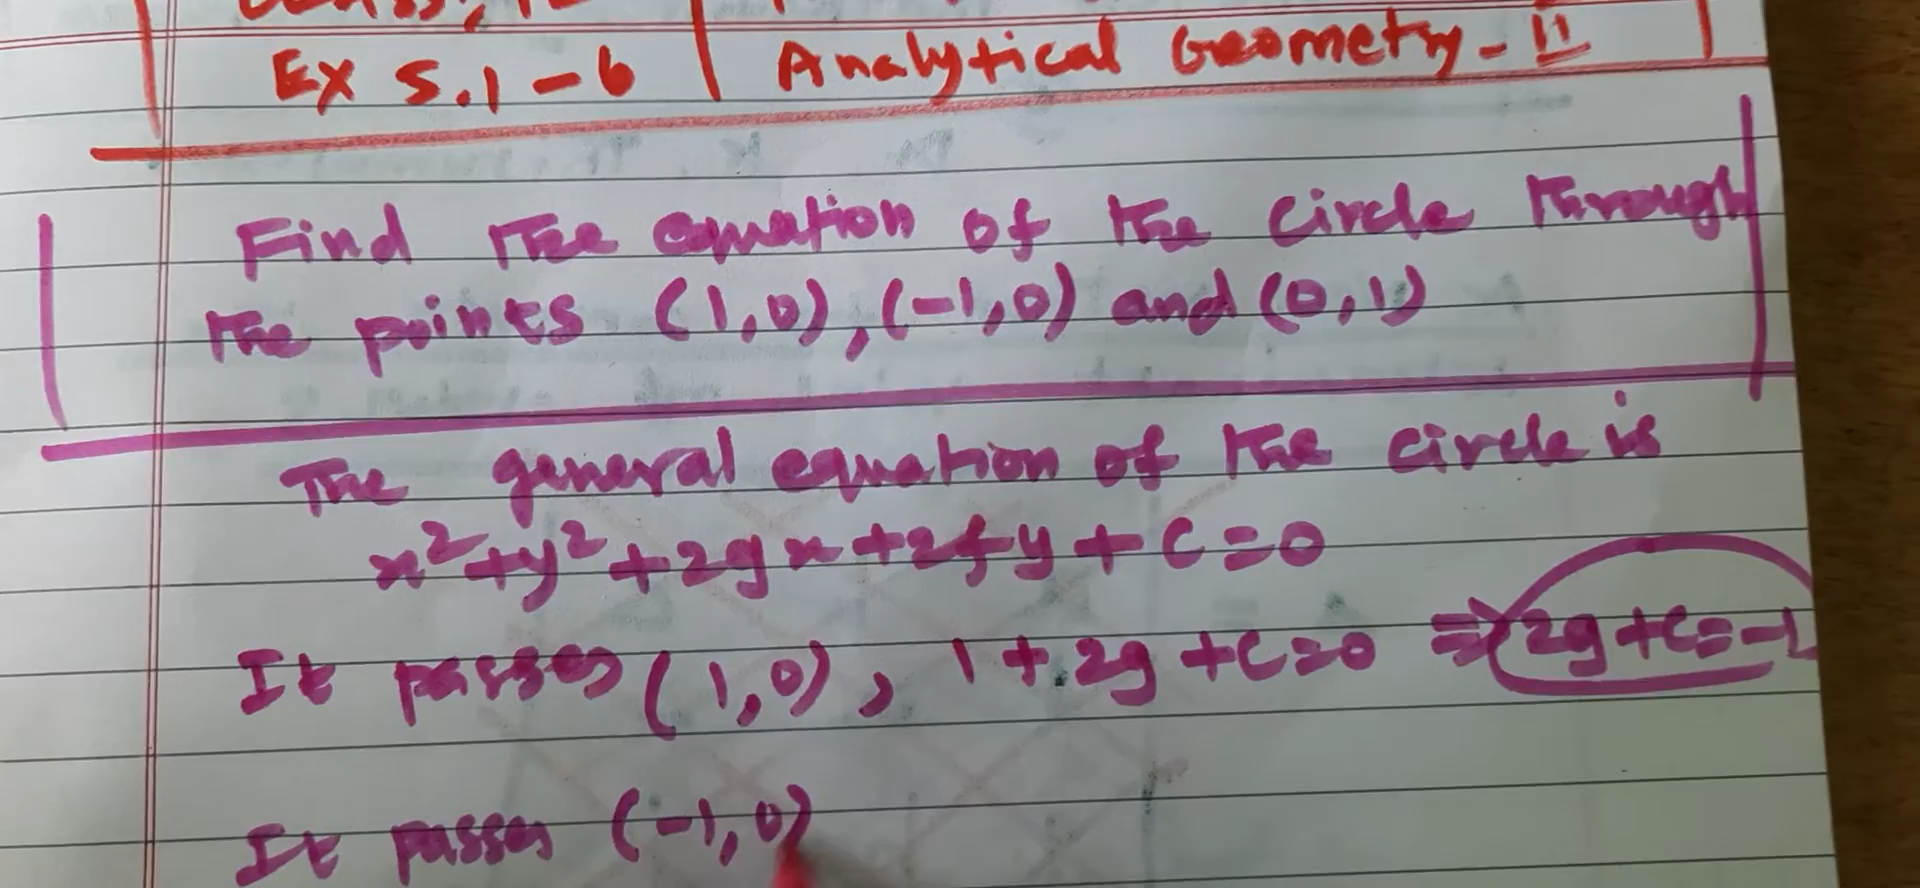 Ex 5.1-6
Analytical Geometry - II
Find the equation of the circle through
the points (1,0), (-1,0) and (0,1)
The general equation of the circle is
x²+y²+2gx+2fy+c=0
It passes (1,0), 1+2g+c=0 ⇒ 2g+c=-1
It passes (-1,0)